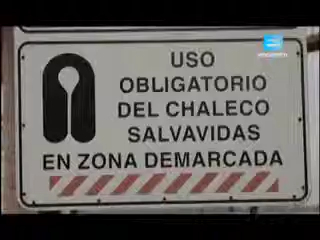 USO
OBLIGATORIO
DEL CHALECO
SALVAVIDAS
EN ZONA DEMARCADA